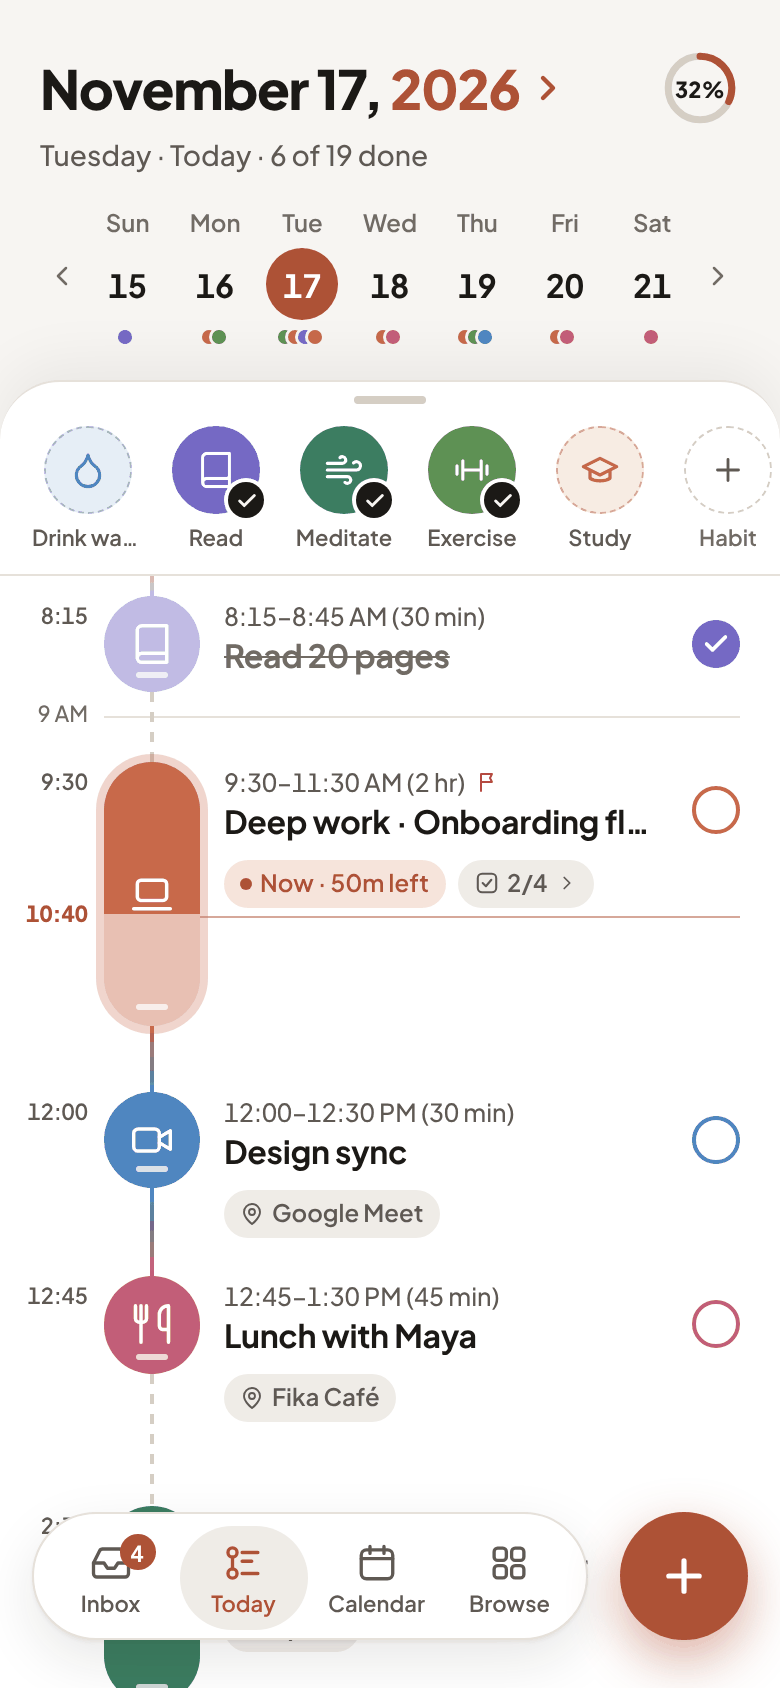 November 17, 2026
32%
Tuesday · Today · 6 of 19 done
Sun Mon Tue Wed Thu Fri Sat
15 16 17 18 19 20 21
Drink wa... Read Meditate Exercise Study Habit
8:15
8:15–8:45 AM (30 min)
Read 20 pages
9 AM
9:30
9:30–11:30 AM (2 hr)
Deep work · Onboarding fl...
Now · 50m left
2/4
10:40
12:00
12:00–12:30 PM (30 min)
Design sync
Google Meet
12:45
12:45–1:30 PM (45 min)
Lunch with Maya
Fika Café
4
Inbox Today Calendar Browse